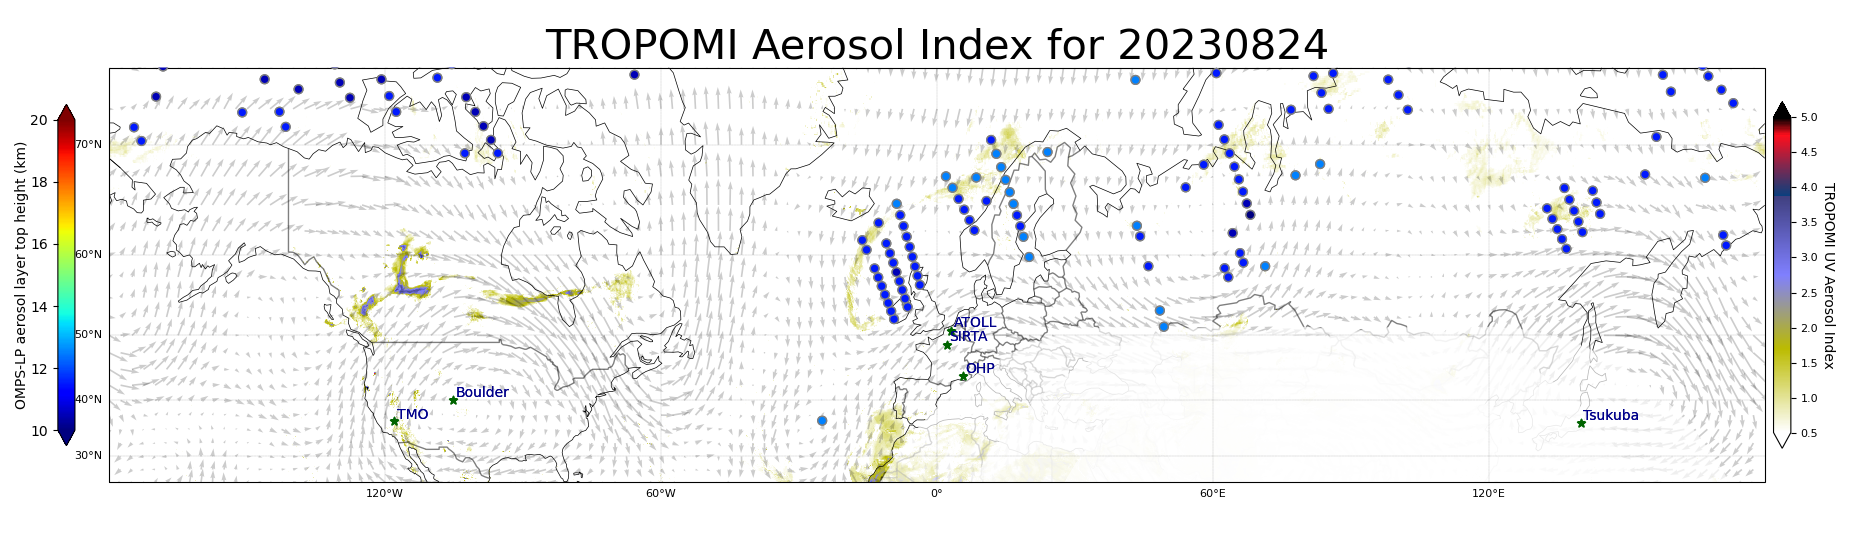 TROPOMI Aerosol Index for 20230824
OMPS-LP aerosol layer top height (km)
20
18
16
14
12
10
70°N
60°N
50°N
40°N
30°N
120°W
60°W
0°
60°E
120°E
ATOLL
SIRTA
OHP
Boulder
TMO
Tsukuba
5.0
4.5
4.0
3.5
3.0
2.5
2.0
1.5
1.0
0.5
TROPOMI UV Aerosol Index